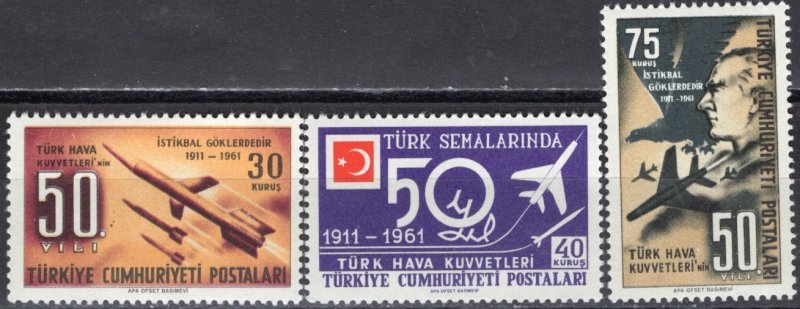 TÜRK HAVA
KUVVETLERİ'NİN
50.
YILI
İSTİKBAL GÖKLERDEDİR
1911 – 1961
30
KURUŞ
TÜRKİYE CUMHURİYETİ POSTALARI
APA OFSET BASIMEVİ
TÜRK SEMALARINDA
50 yıl
1911 – 1961
40
KURUŞ
TÜRK HAVA KUVVETLERİ
TÜRKİYE CUMHURİYETİ POSTALARI
APA OFSET BASIMEVİ
75
KURUŞ
İSTİKBAL
GÖKLERDEDİR
1911 – 1961
TÜRKİYE CUMHURİYETİ POSTALARI
TÜRK HAVA
KUVVETLERİ'NİN
50.
YILI
APA OFSET BASIMEVİ